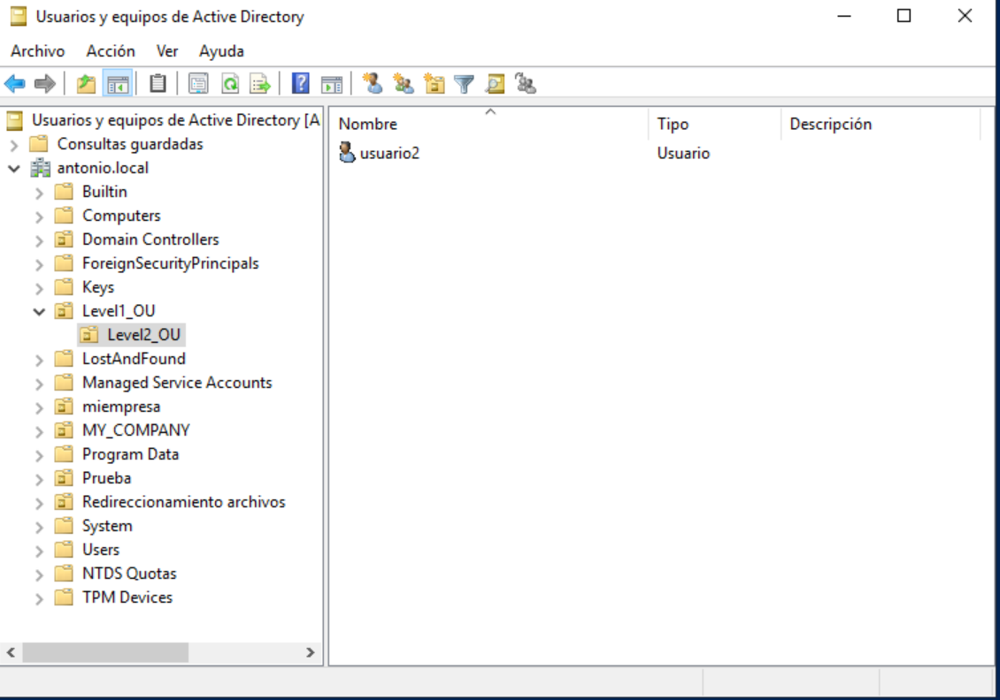 Usuarios y equipos de Active Directory
Archivo Acción Ver Ayuda
Usuarios y equipos de Active Directory [A
Consultas guardadas
antonio.local
Builtin
Computers
Domain Controllers
ForeignSecurityPrincipals
Keys
Level1_OU
Level2_OU
LostAndFound
Managed Service Accounts
miempresa
MY_COMPANY
Program Data
Prueba
Redireccionamiento archivos
System
Users
NTDS Quotas
TPM Devices
Nombre Tipo Descripción
usuario2 Usuario